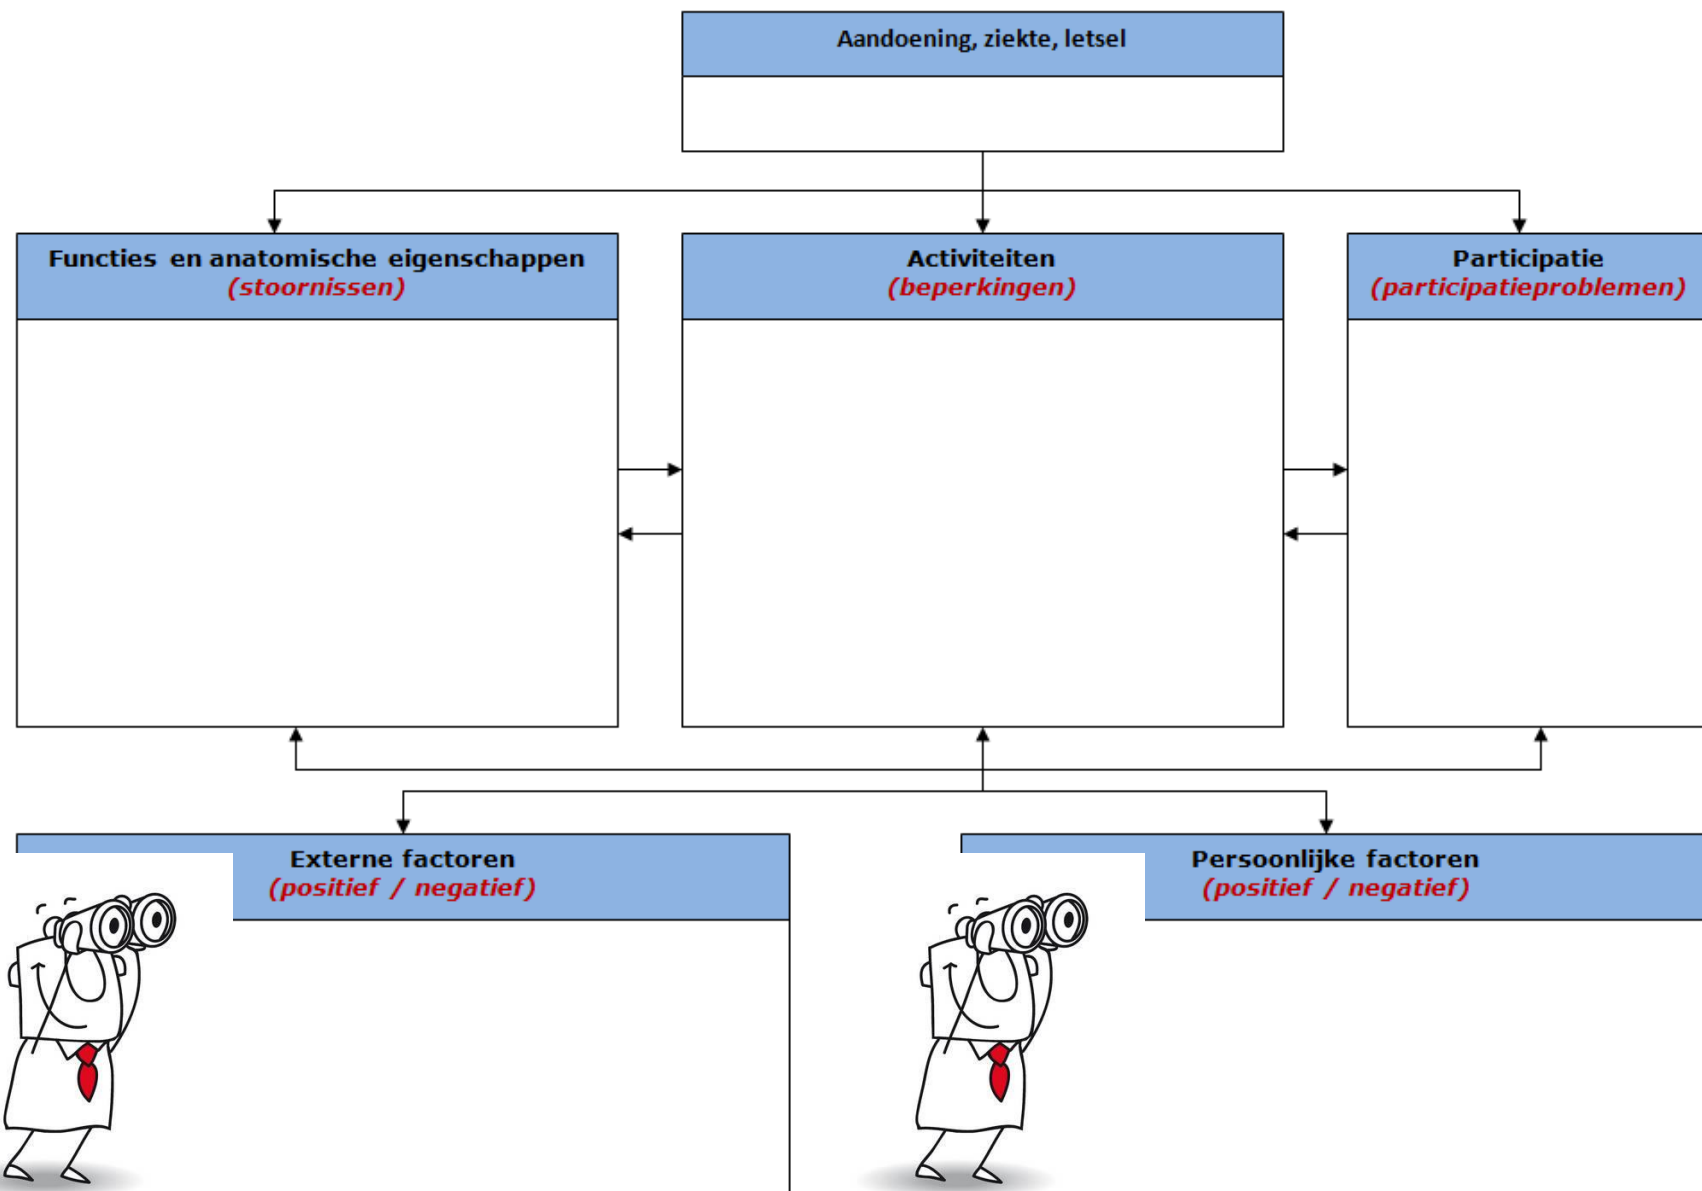 Aandoening, ziekte, letsel
Functies en anatomische eigenschappen
(stoornissen)
Activiteiten
(beperkingen)
Participatie
(participatieproblemen)
Externe factoren
(positief / negatief)
Persoonlijke factoren
(positief / negatief)